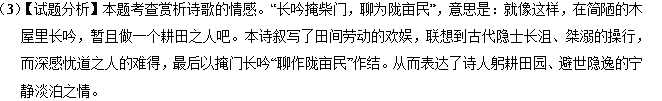 （3）【试题分析】本题考查赏析诗歌的情感。“长吟掩柴门，聊为陇亩民”，意思是：就像这样，在简陋的木
屋里长吟，暂且做一个耕田之人吧。本诗叙写了田间劳动的欢娱，联想到古代隐士长沮、桀溺的操行，
而深感忧道之人的难得，最后以掩门长吟“聊作陇亩民”作结。从而表达了诗人躬耕田园、避世隐逸的宁
静淡泊之情。